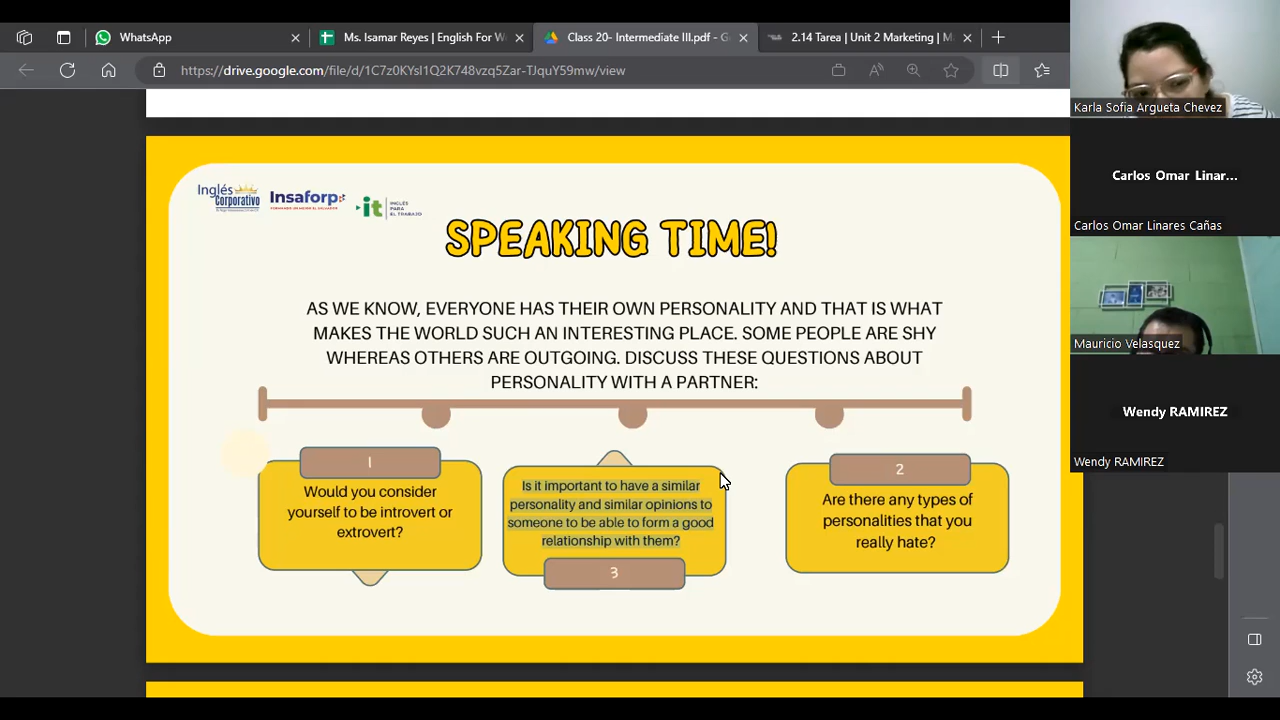 WhatsApp
Ms. Isamar Reyes | English For W
Class 20- Intermediate III.pdf - G
2.14 Tarea | Unit 2 Marketing | M
https://drive.google.com/file/d/1C7z0KYsl1Q2K748vzq5Zar-TJquY59mw/view
Inglés
Corporativo
Insaforp
it
INGLÉS
PARA
EL TRABAJO
SPEAKING TIME!
AS WE KNOW, EVERYONE HAS THEIR OWN PERSONALITY AND THAT IS WHAT
MAKES THE WORLD SUCH AN INTERESTING PLACE. SOME PEOPLE ARE SHY
WHEREAS OTHERS ARE OUTGOING. DISCUSS THESE QUESTIONS ABOUT
PERSONALITY WITH A PARTNER:
1
Would you consider
yourself to be introvert or
extrovert?
Is it important to have a similar
personality and similar opinions to
someone to be able to form a good
relationship with them?
3
2
Are there any types of
personalities that you
really hate?
Karla Sofía Argueta Chevez
Carlos Omar Linar...
Carlos Omar Linares Cañas
Mauricio Velasquez
Wendy RAMIREZ
Wendy RAMIREZ